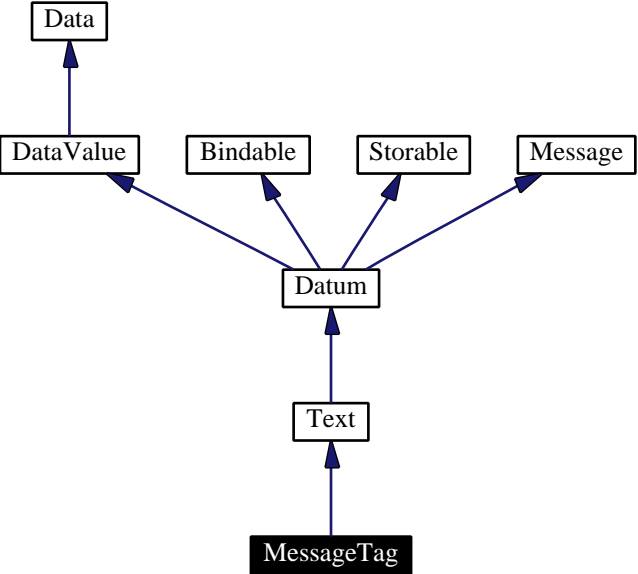 Data
DataValue
Bindable
Storable
Message
Datum
Text
MessageTag